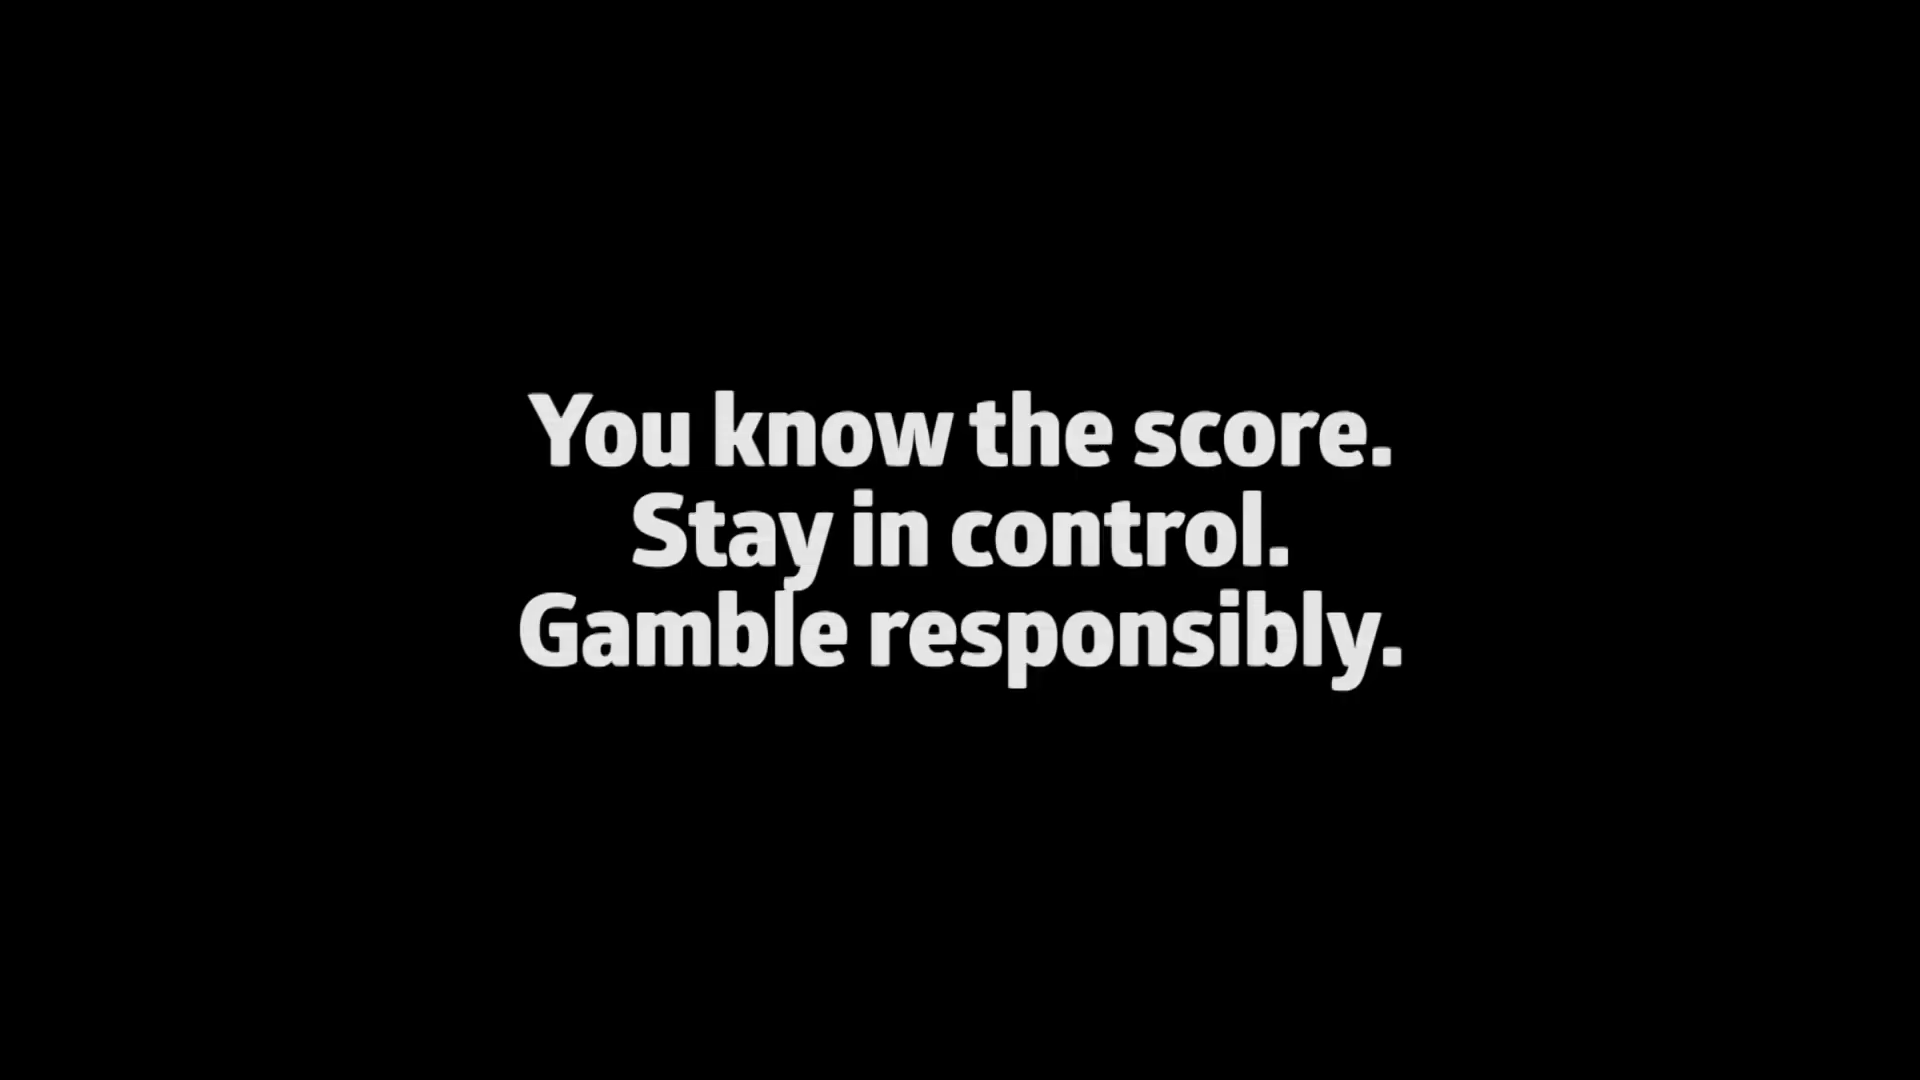 You know the score.
Stay in control.
Gamble responsibly.